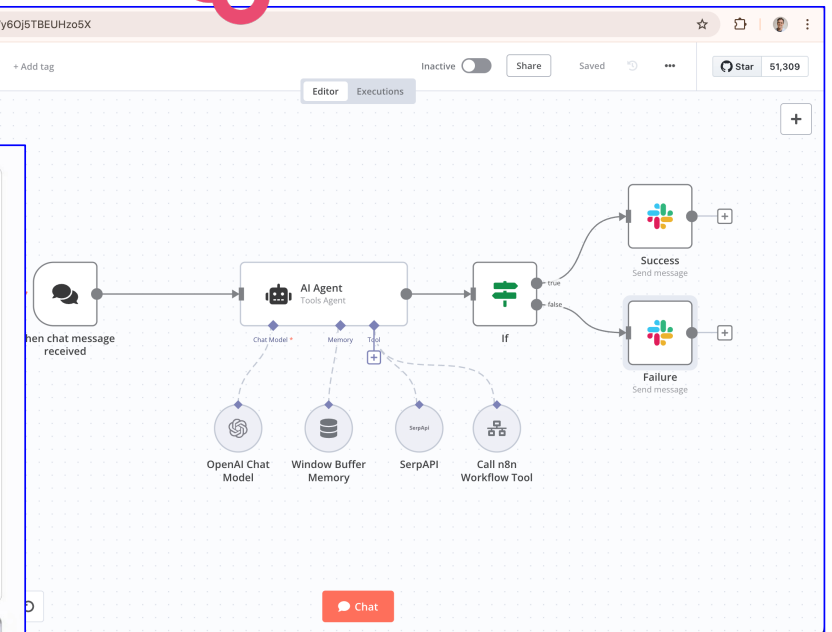 y6Oj5TBEUHzo5X
+ Add tag
Inactive
Share
Saved
Star 51,309
Editor Executions
Success
Send message
AI Agent
Tools Agent
true
false
hen chat message
received
Chat Model *
Memory
Tool
If
Failure
Send message
SerpApi
OpenAI Chat
Model
Window Buffer
Memory
SerpAPI
Call n8n
Workflow Tool
Chat